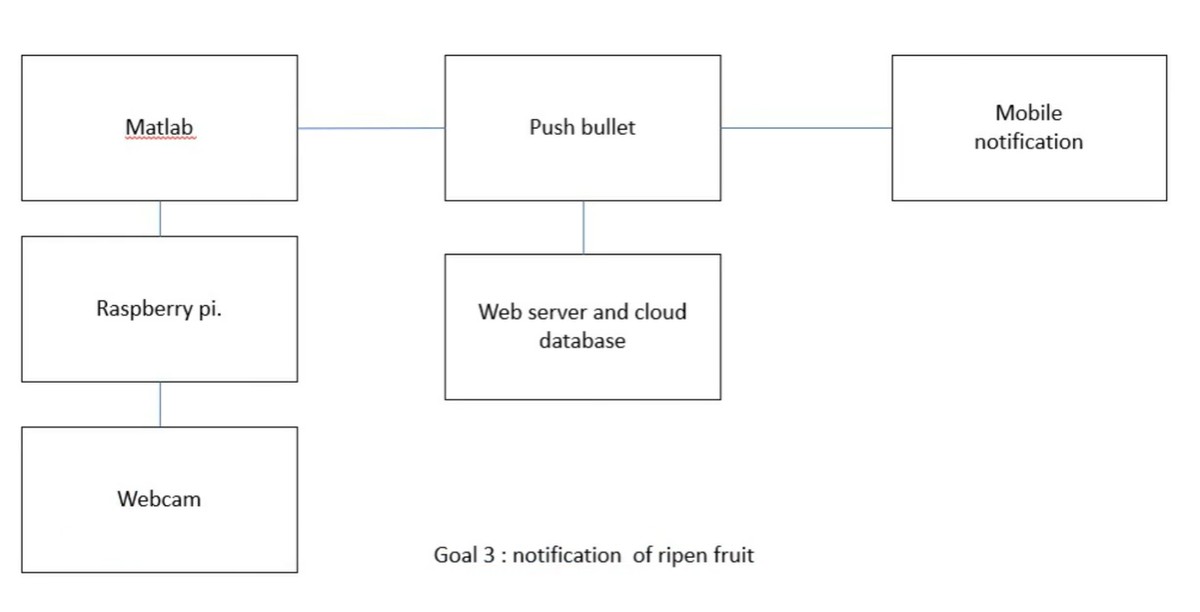 Matlab
Push bullet
Mobile
notification
Raspberry pi.
Web server and cloud
database
Webcam
Goal 3 : notification  of ripen fruit